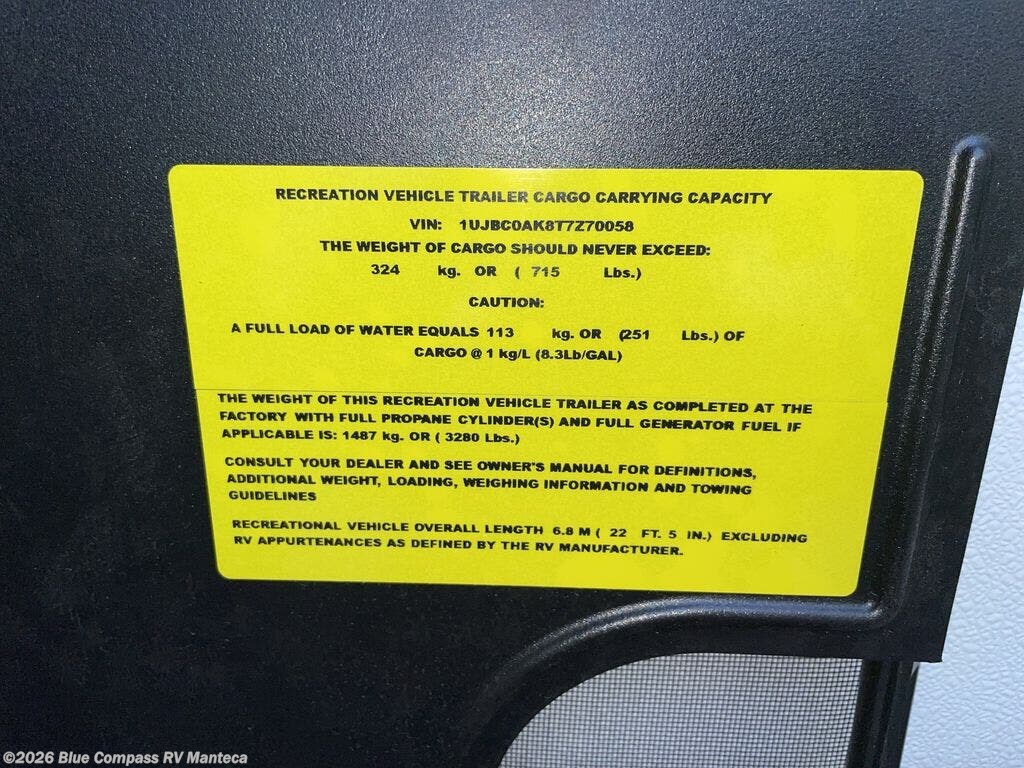 RECREATION VEHICLE TRAILER CARGO CARRYING CAPACITY
VIN: 1UJBC0AK8T7Z70058
THE WEIGHT OF CARGO SHOULD NEVER EXCEED:
324 kg. OR ( 715 Lbs.)
CAUTION:
A FULL LOAD OF WATER EQUALS 113 kg. OR (251 Lbs.) OF
CARGO @ 1 kg/L (8.3Lb/GAL)
THE WEIGHT OF THIS RECREATION VEHICLE TRAILER AS COMPLETED AT THE
FACTORY WITH FULL PROPANE CYLINDER(S) AND FULL GENERATOR FUEL IF
APPLICABLE IS: 1487 kg. OR ( 3280 Lbs.)
CONSULT YOUR DEALER AND SEE OWNER'S MANUAL FOR DEFINITIONS,
ADDITIONAL WEIGHT, LOADING, WEIGHING INFORMATION AND TOWING
GUIDELINES
RECREATIONAL VEHICLE OVERALL LENGTH 6.8 M ( 22 FT. 5 IN.) EXCLUDING
RV APPURTENANCES AS DEFINED BY THE RV MANUFACTURER.
©2026 Blue Compass RV Manteca